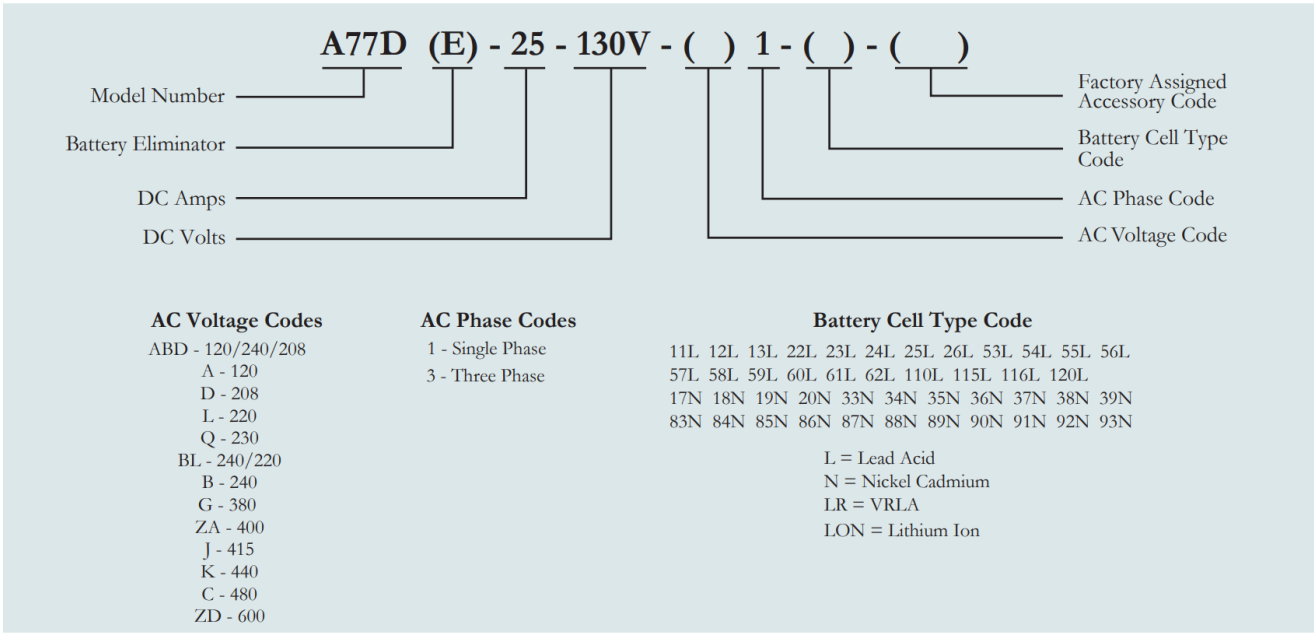 A77D (E) - 25 - 130V - ( ) 1 - ( ) - ( )
Model Number
Battery Eliminator
DC Amps
DC Volts
Factory Assigned
Accessory Code
Battery Cell Type
Code
AC Phase Code
AC Voltage Code
AC Voltage Codes
ABD - 120/240/208
A - 120
D - 208
L - 220
Q - 230
BL - 240/220
B - 240
G - 380
ZA - 400
J - 415
K - 440
C - 480
ZD - 600
AC Phase Codes
1 - Single Phase
3 - Three Phase
Battery Cell Type Code
11L 12L 13L 22L 23L 24L 25L 26L 53L 54L 55L 56L
57L 58L 59L 60L 61L 62L 110L 115L 116L 120L
17N 18N 19N 20N 33N 34N 35N 36N 37N 38N 39N
83N 84N 85N 86N 87N 88N 89N 90N 91N 92N 93N
L = Lead Acid
N = Nickel Cadmium
LR = VRLA
LON = Lithium Ion